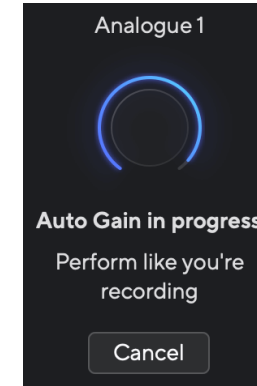 Analogue 1
Auto Gain in progress
Perform like you're
recording
Cancel